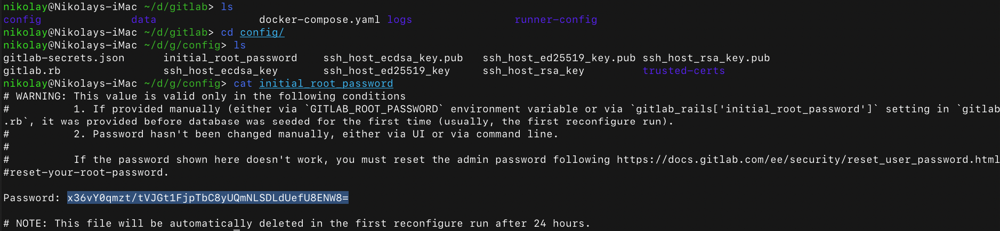 nikolay@Nikolays-iMac ~/d/gitlab> ls
config data docker-compose.yaml logs runner-config
nikolay@Nikolays-iMac ~/d/gitlab> cd config/
nikolay@Nikolays-iMac ~/d/g/config> ls
gitlab-secrets.json initial_root_password ssh_host_ecdsa_key.pub ssh_host_ed25519_key.pub ssh_host_rsa_key.pub
gitlab.rb ssh_host_ecdsa_key ssh_host_ed25519_key ssh_host_rsa_key trusted-certs
nikolay@Nikolays-iMac ~/d/g/config> cat initial_root_password
# WARNING: This value is valid only in the following conditions
# 1. If provided manually (either via `GITLAB_ROOT_PASSWORD` environment variable or via `gitlab_rails['initial_root_password']` setting in `gitlab
.rb`, it was provided before database was seeded for the first time (usually, the first reconfigure run).
# 2. Password hasn't been changed manually, either via UI or via command line.
#
# If the password shown here doesn't work, you must reset the admin password following https://docs.gitlab.com/ee/security/reset_user_password.html
#reset-your-root-password.
Password: x36vY0qmzt/tVJGt1FjpTbC8yUQmNLSDLdUefU8ENW8=
# NOTE: This file will be automatically deleted in the first reconfigure run after 24 hours.